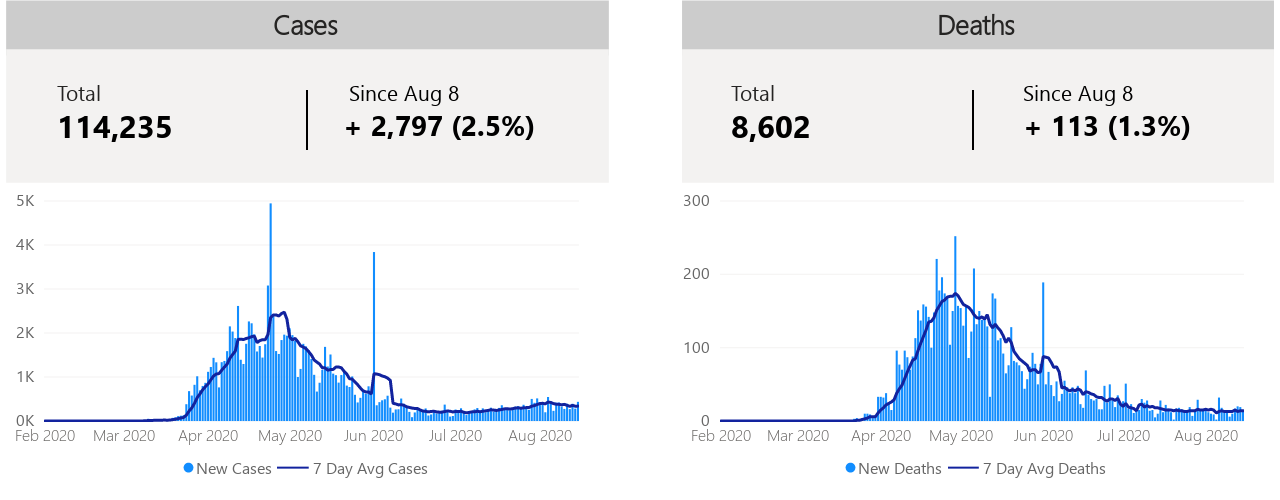 Cases
Total
114,235
Since Aug 8
+ 2,797 (2.5%)
5K
4K
3K
2K
1K
0K
Feb 2020 Mar 2020 Apr 2020 May 2020 Jun 2020 Jul 2020 Aug 2020
New Cases 7 Day Avg Cases
Deaths
Total
8,602
Since Aug 8
+ 113 (1.3%)
300
200
100
0
Feb 2020 Mar 2020 Apr 2020 May 2020 Jun 2020 Jul 2020 Aug 2020
New Deaths 7 Day Avg Deaths